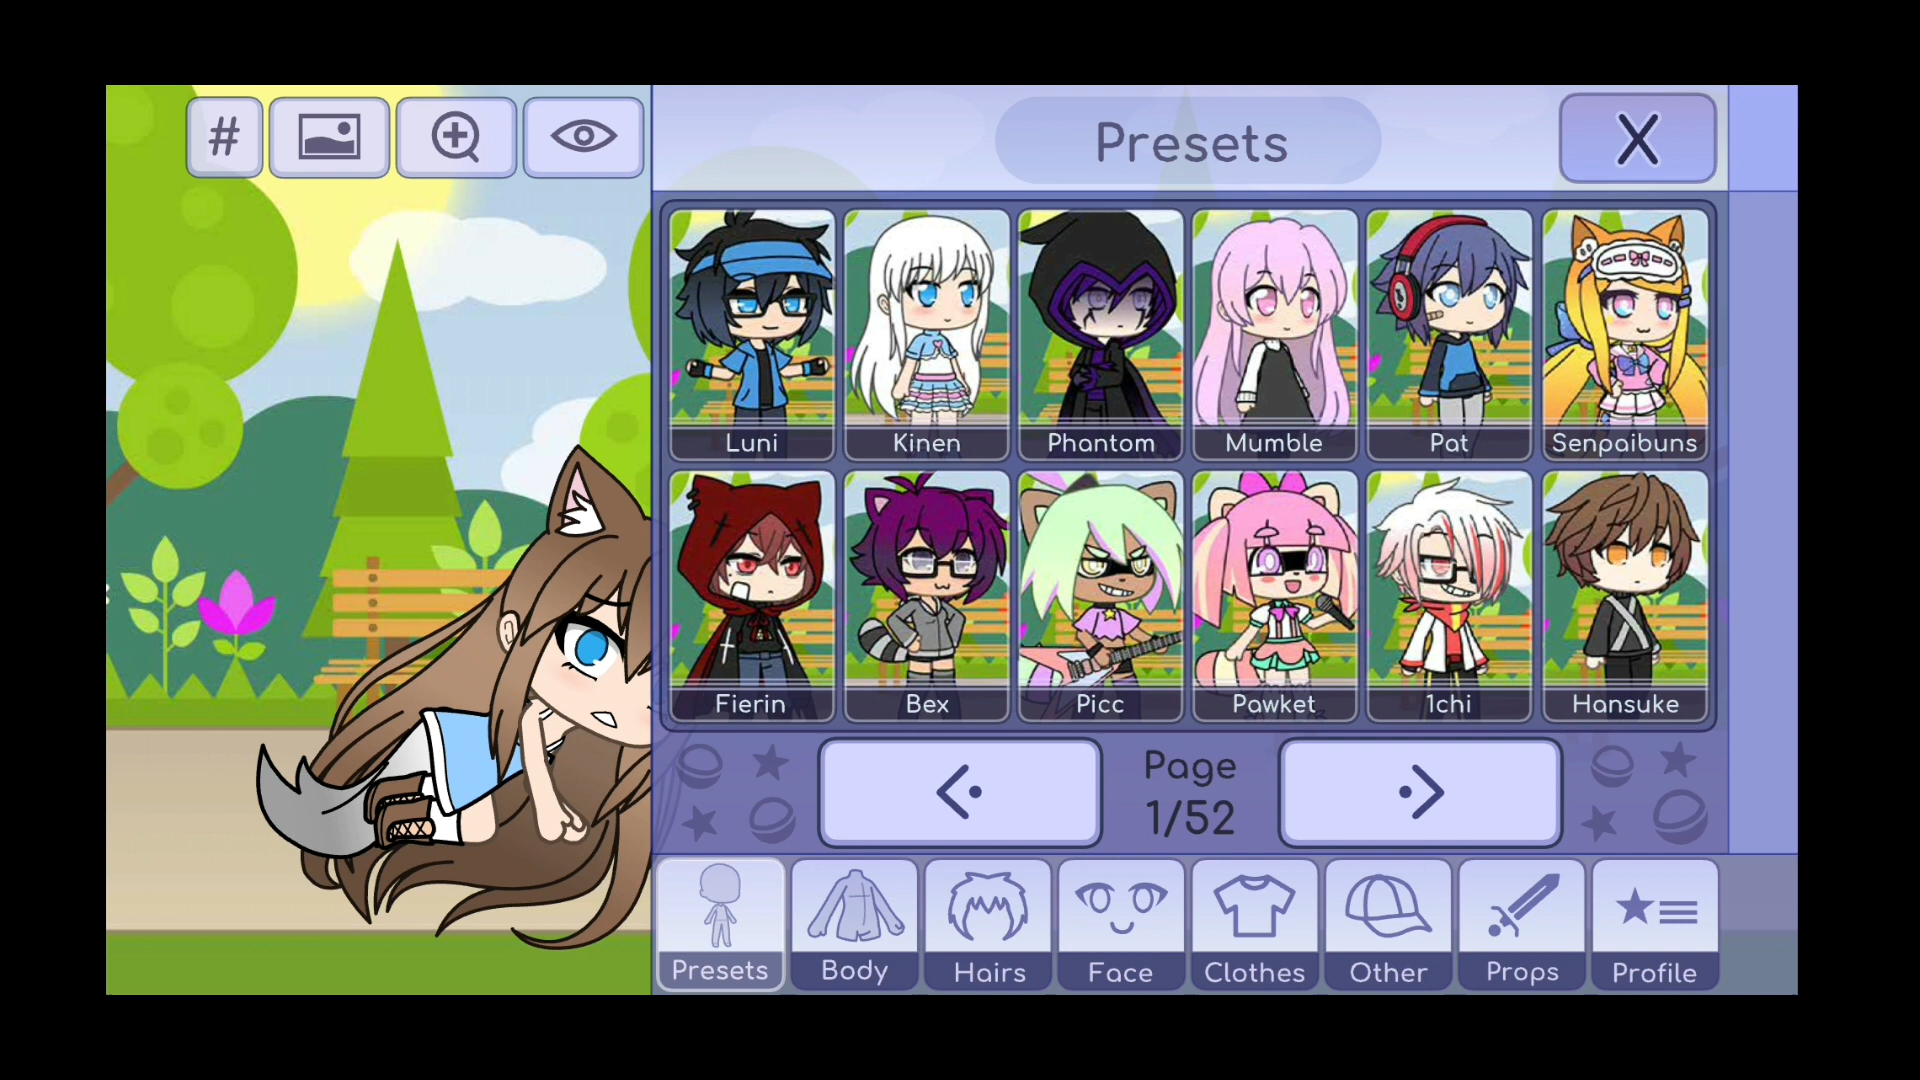 #
Presets
X
Luni
Kinen
Phantom
Mumble
Pat
Senpaibuns
Fierin
Bex
Picc
Pawket
1chi
Hansuke
Page
1/52
Presets
Body
Hairs
Face
Clothes
Other
Props
Profile